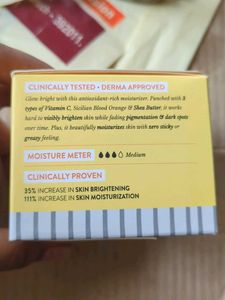 CLINICALLY TESTED • DERMA APPROVED
Glow bright with this antioxidant-rich moisturizer. Punched with 3
types of Vitamin C, Sicilian Blood Orange & Shea Butter, it works
hard to visibly brighten skin while fading pigmentation & dark spots
over time. Plus, it beautifully moisturizes skin with zero sticky or
greasy feeling.
MOISTURE METER Medium
CLINICALLY PROVEN
35% INCREASE IN SKIN BRIGHTENING
111% INCREASE IN SKIN MOISTURIZATION